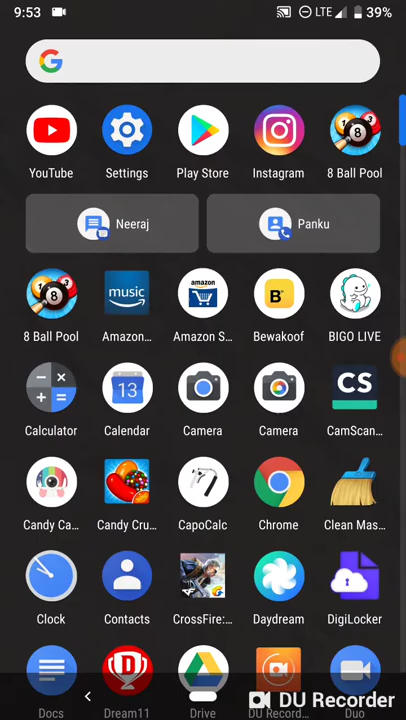 9:53 LTE 39%
G
YouTube Settings Play Store Instagram 8 Ball Pool
Neeraj Panku
8 Ball Pool Amazon... Amazon S... Bewakoof BIGO LIVE
Calculator Calendar Camera Camera CamScan...
Candy Ca... Candy Cru... CapoCalc Chrome Clean Mas...
Clock Contacts CrossFire:... Daydream DigiLocker
Docs Dream11 Drive DU Record... Duo
DU Recorder